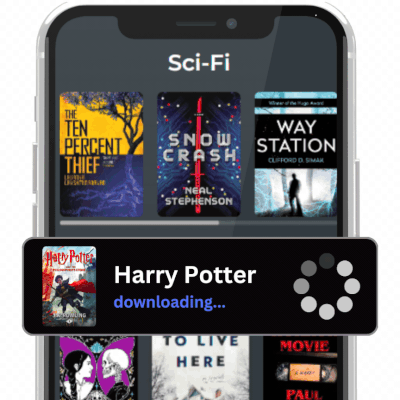 Sci-Fi
THE
TEN
PERCENT
THIEF
SNOW
CRASH
NEAL
STEPHENSON
Winner of the Hugo Award
WAY
STATION
CLIFFORD D. SIMAK
Harry Potter
Harry Potter
downloading...
TO LIVE
HERE
MOVIE
PAUL